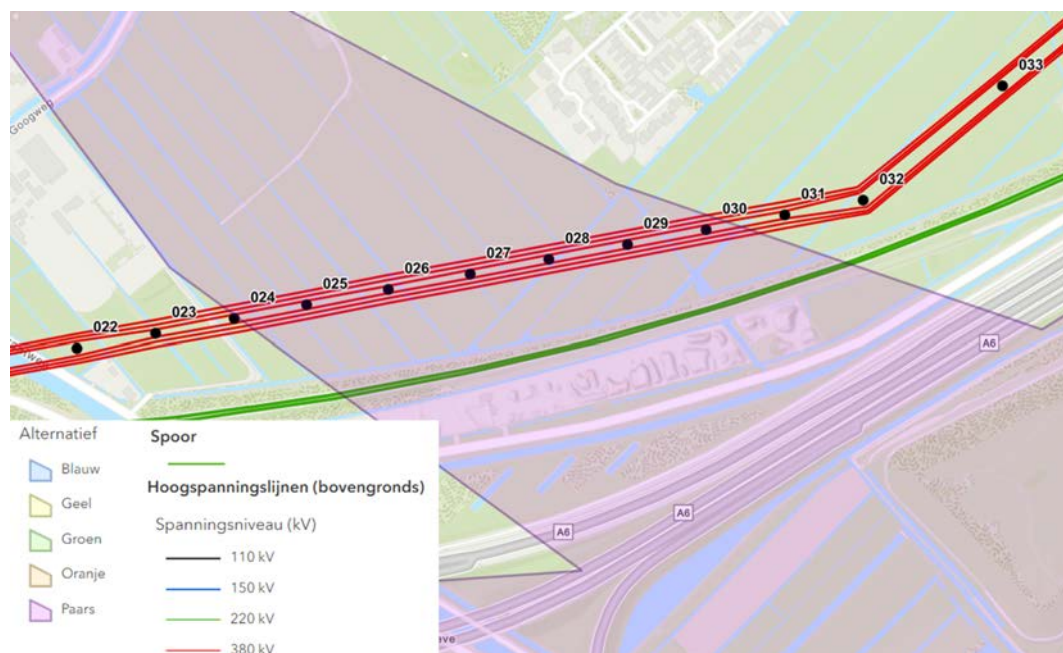 033
032
031
030
029
028
027
026
025
024
023
022
Googweg
A6
A6
A6
Alternatief
Blauw
Geel
Groen
Oranje
Paars
Spoor
Hoogspanningslijnen (bovengronds)
Spanningsniveau (kV)
110 kV
150 kV
220 kV
380 kV